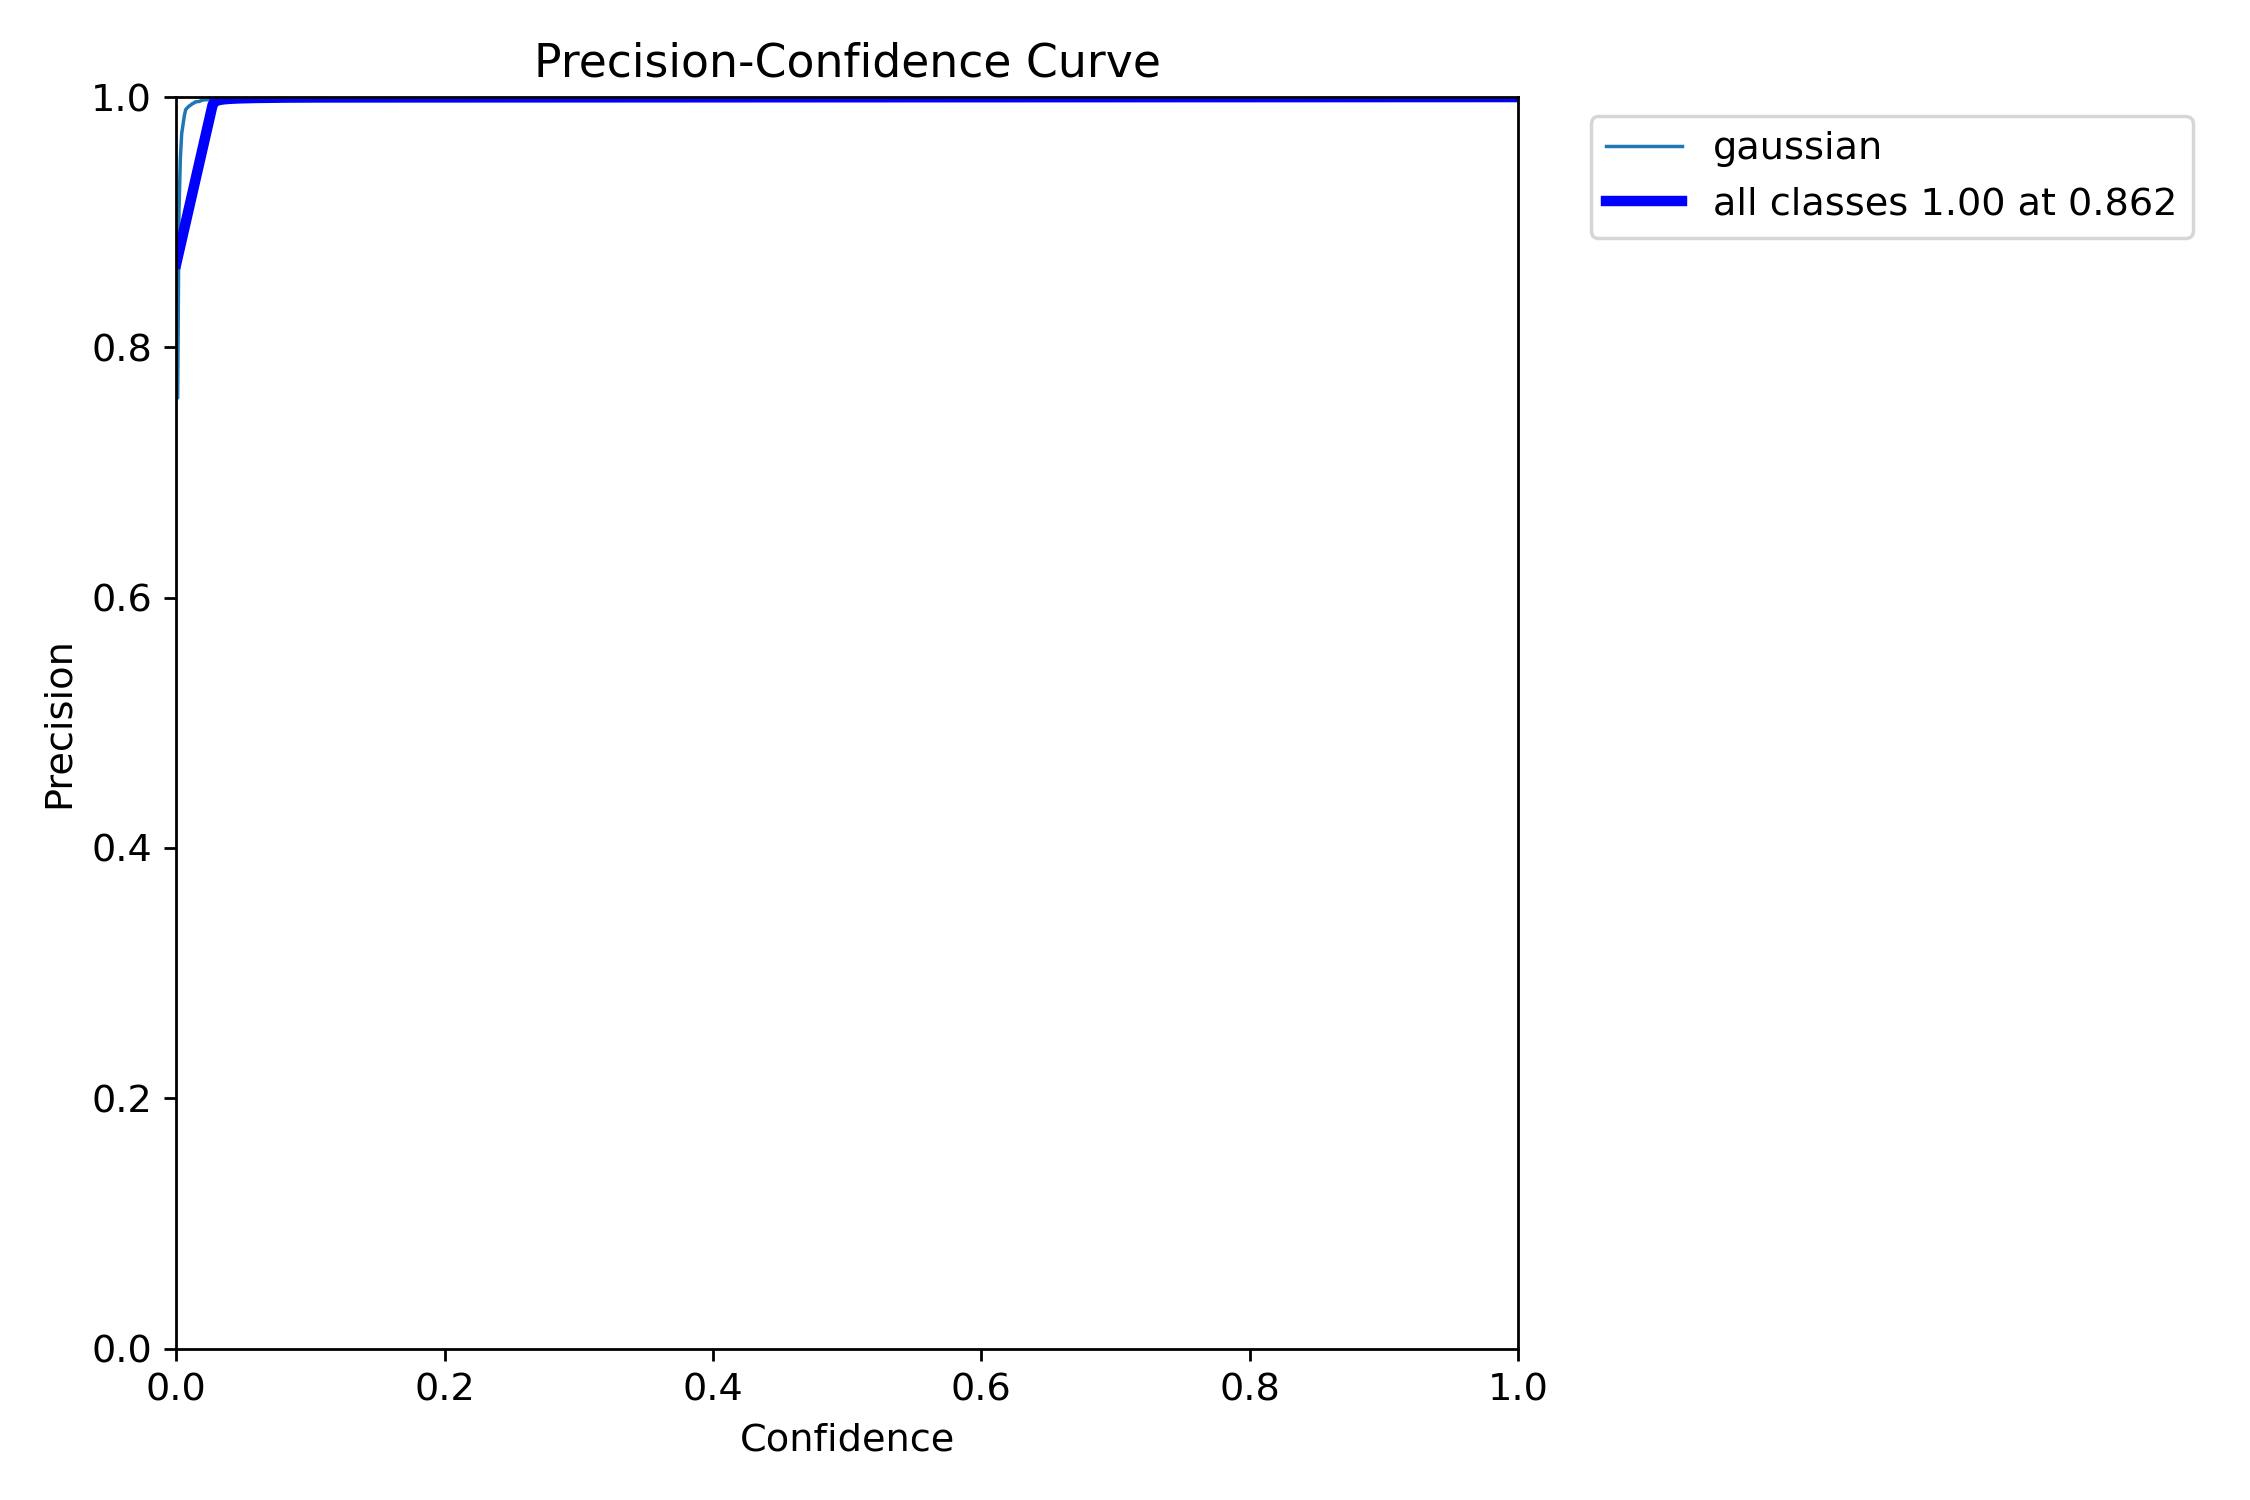 Precision-Confidence Curve
1.0
0.8
0.6
0.4
0.2
0.0
Precision
0.0 0.2 0.4 0.6 0.8 1.0
Confidence
gaussian
all classes 1.00 at 0.862